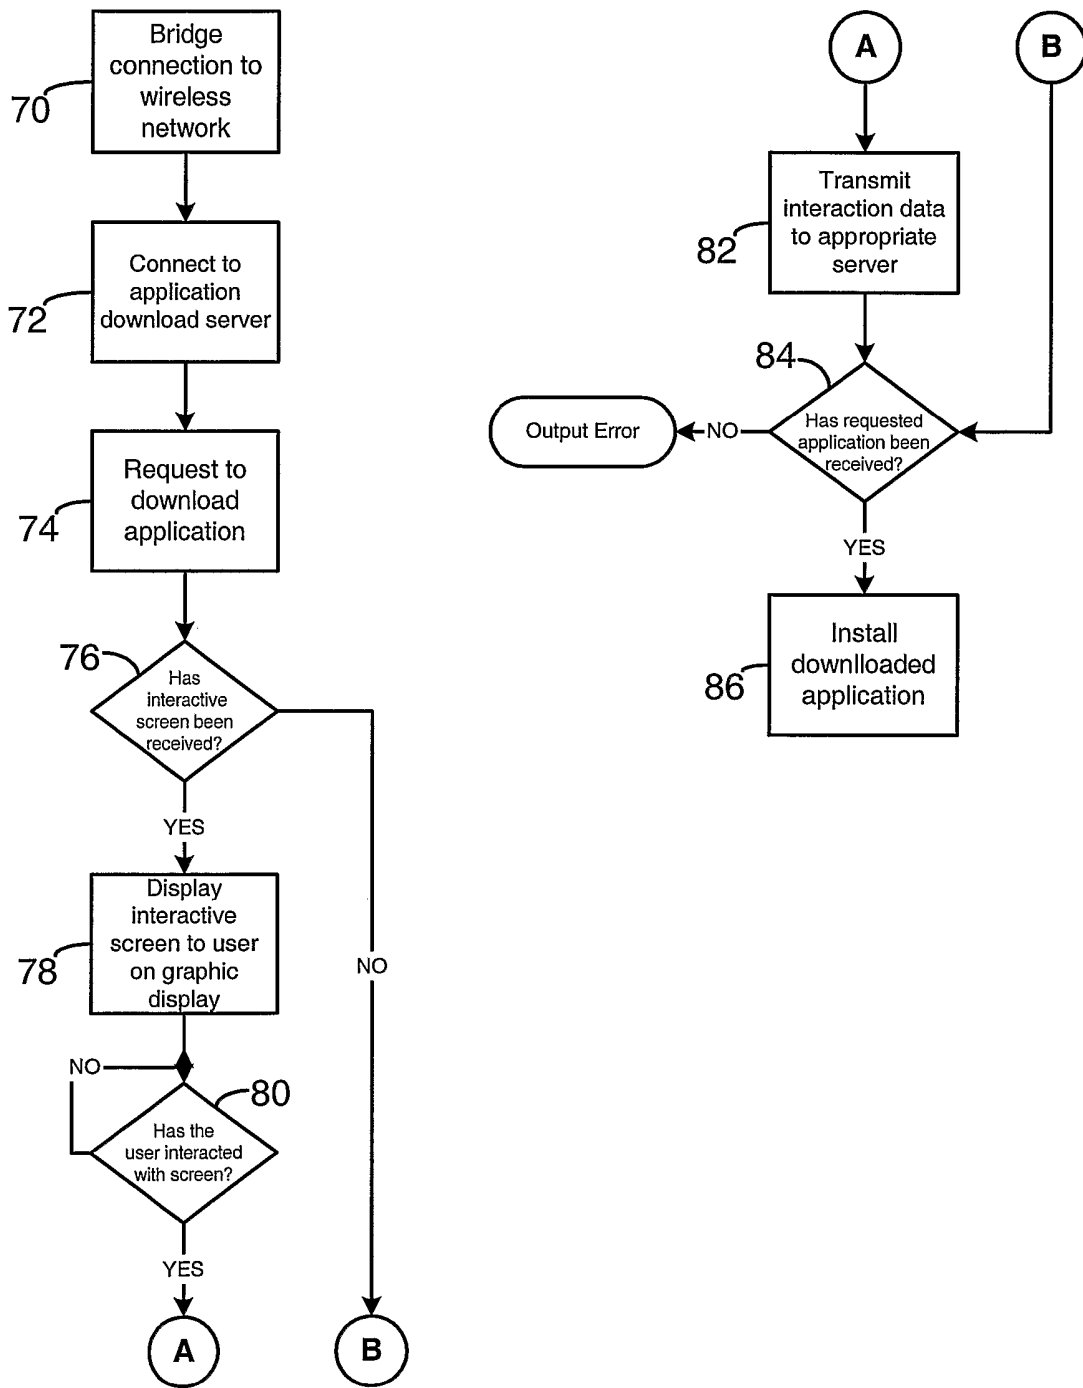 Bridge
connection to
wireless
network
70
Connect to
application
download server
72
Request to
download
application
74
76
Has
interactive
screen been
received?
YES
NO
Display
interactive
screen to user
on graphic
display
78
NO
80
Has the
user interacted
with screen?
YES
A
B
A
B
Transmit
interaction data
to appropriate
server
82
84
Has requested
application been
received?
NO
Output Error
YES
Install
downlloaded
application
86